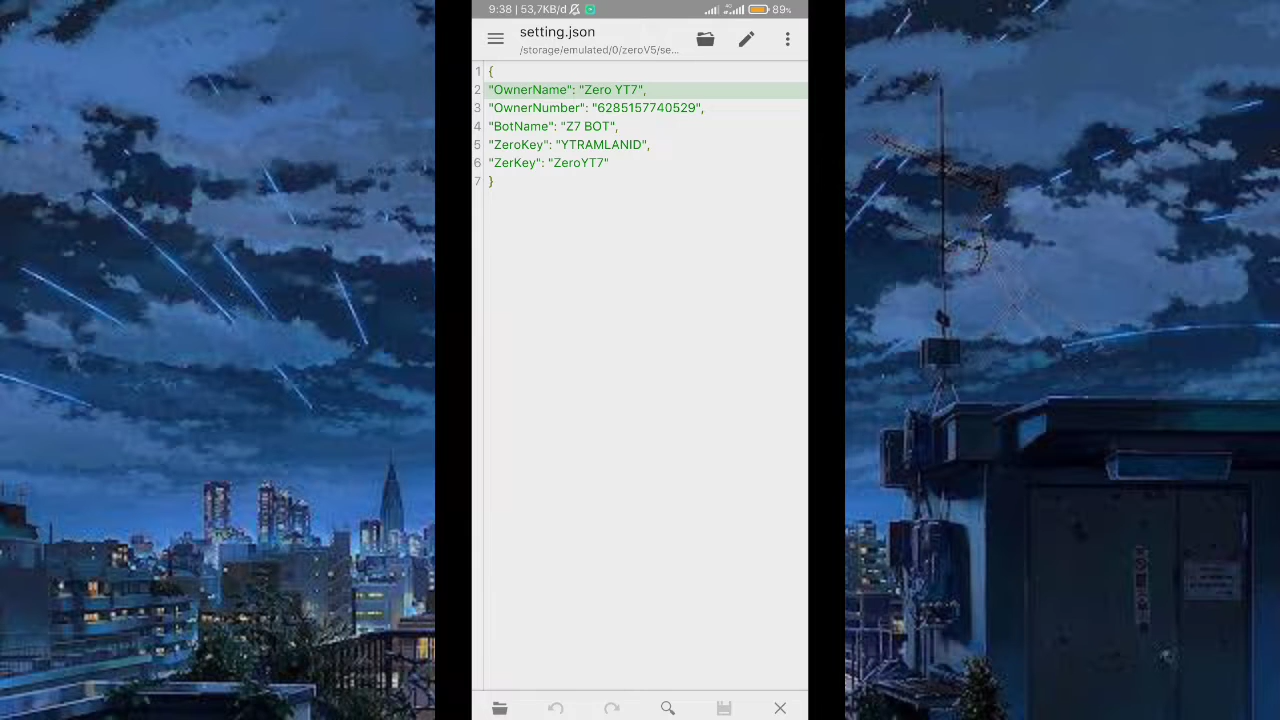 9:38 | 53,7KB/d
4G
89%
setting.json
/storage/emulated/0/zeroV5/se...
1 {
2 "OwnerName": "Zero YT7",
3 "OwnerNumber": "6285157740529",
4 "BotName": "Z7 BOT",
5 "ZeroKey": "YTRAMLANID",
6 "ZerKey": "ZeroYT7"
7 }